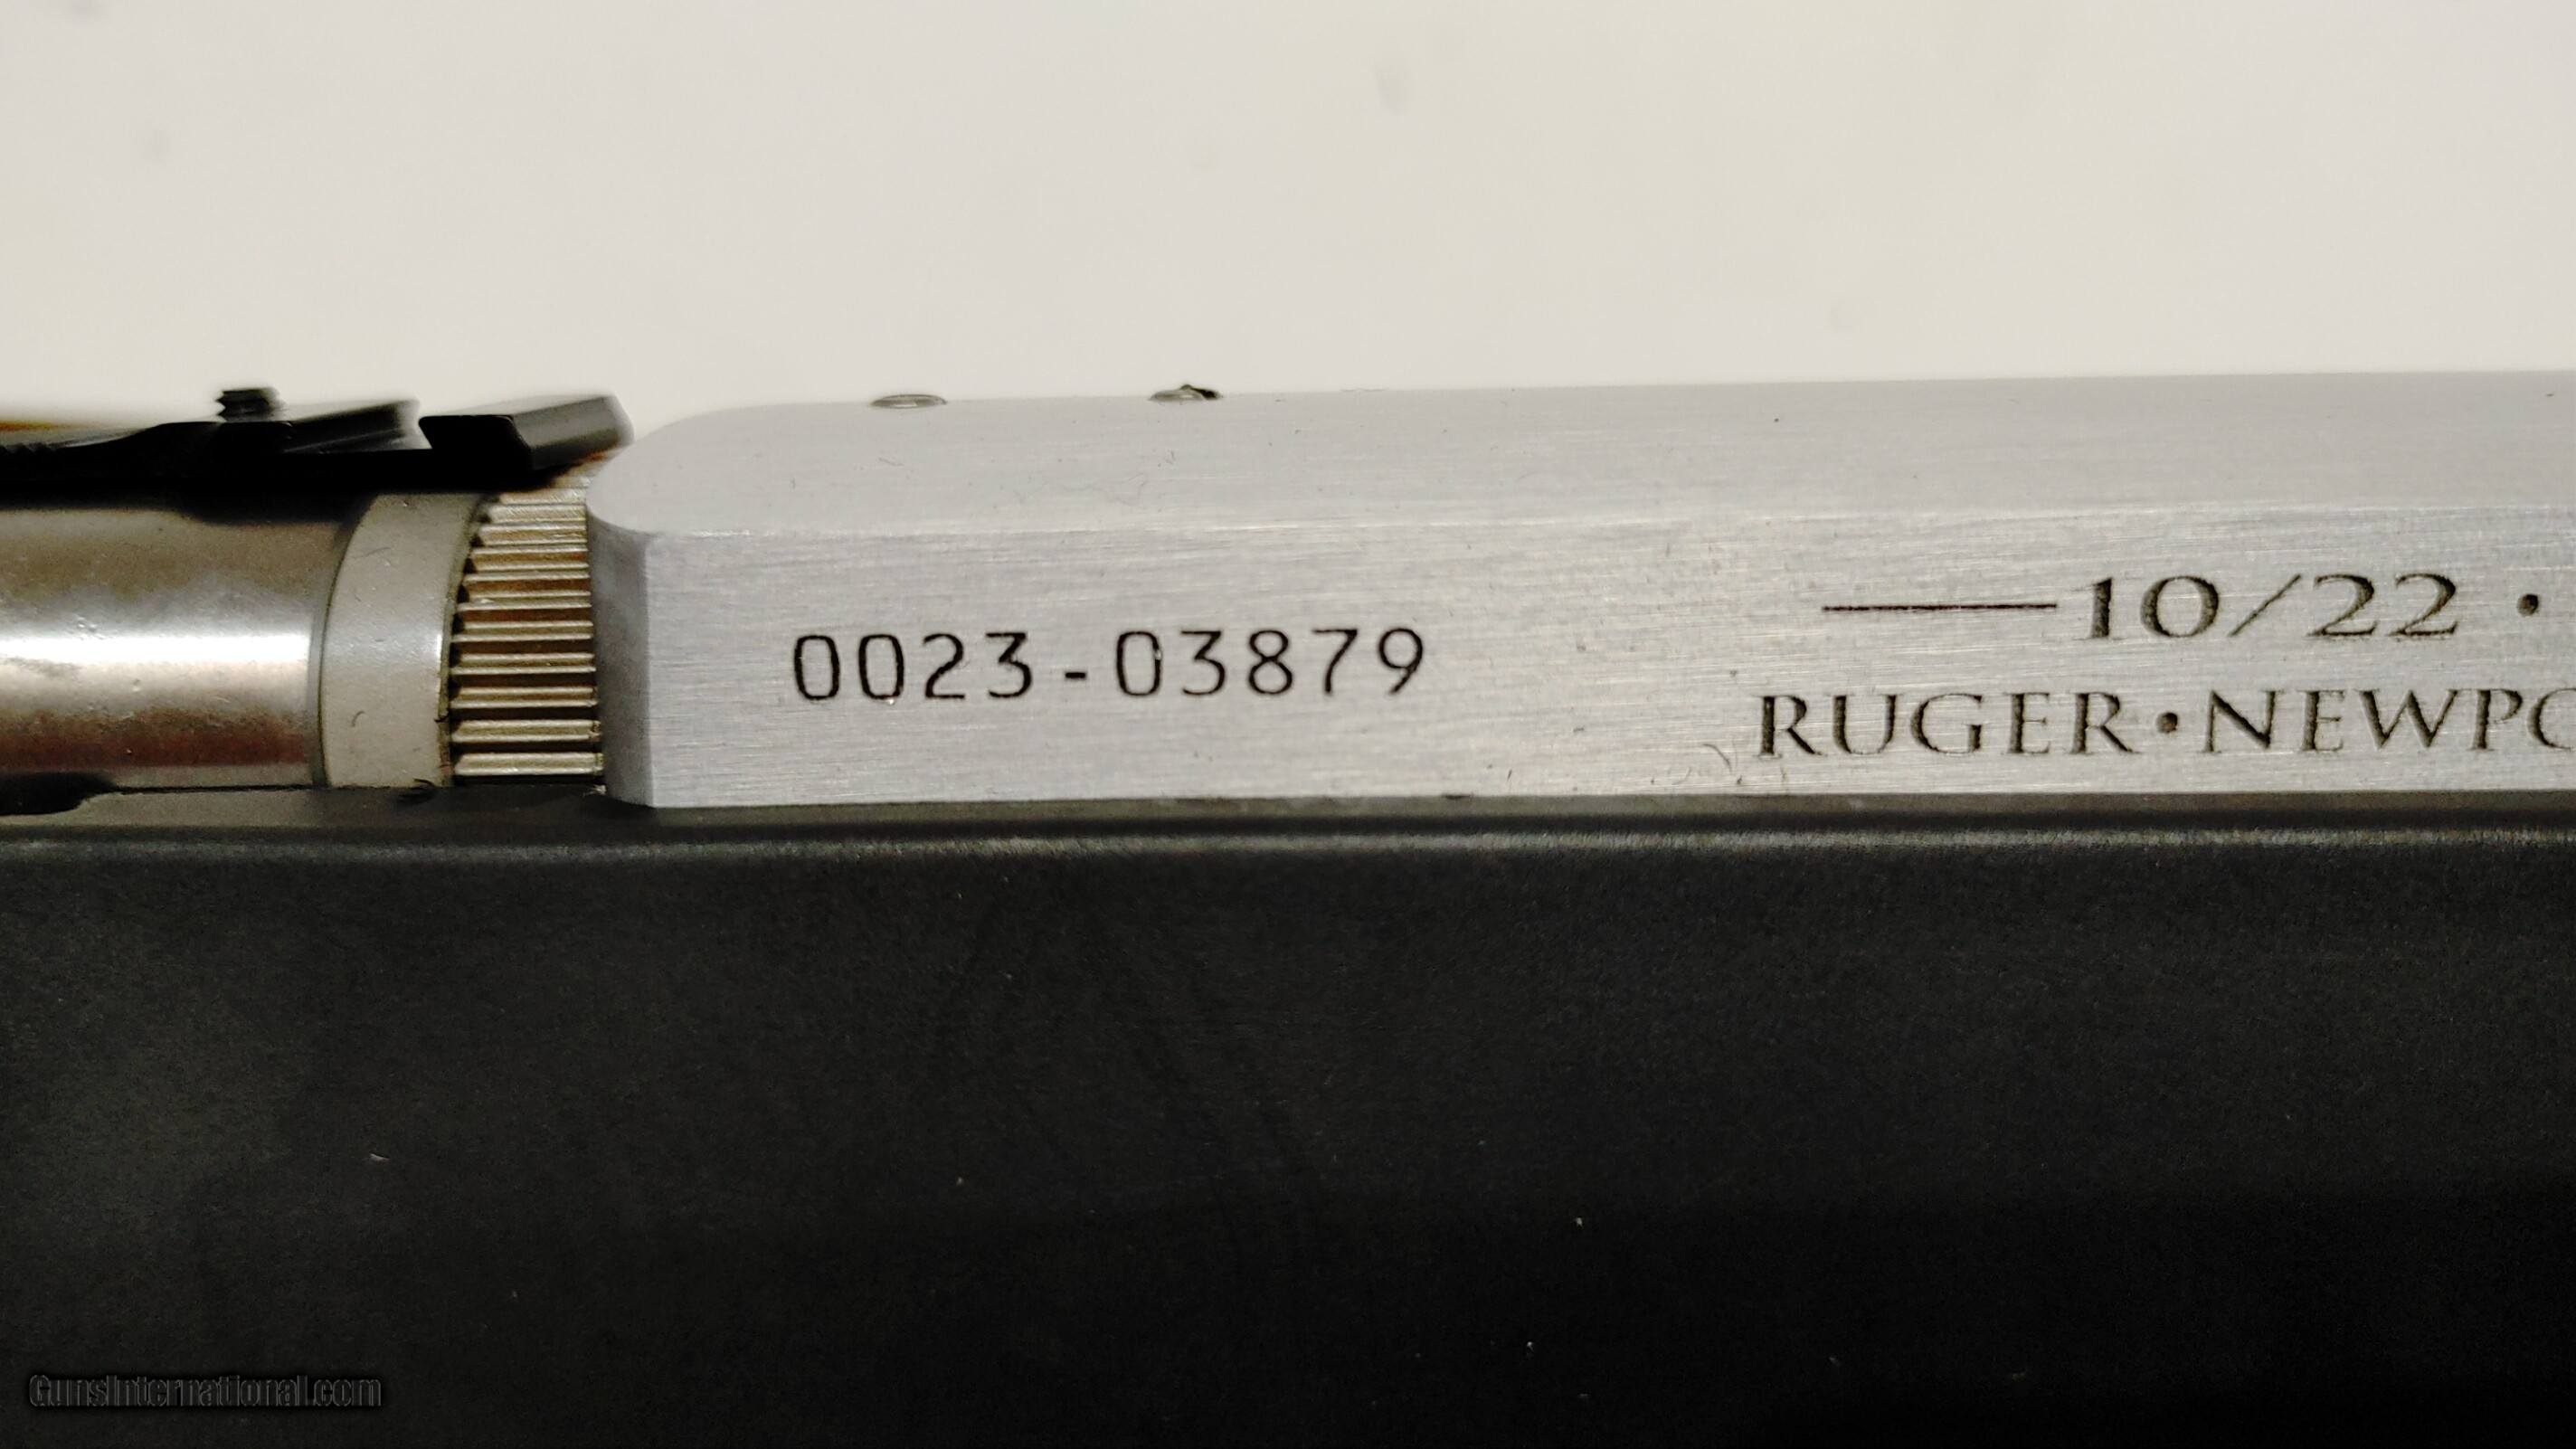 0023-03879
10/22 •
RUGER•NEWPO
GunsInternational.com